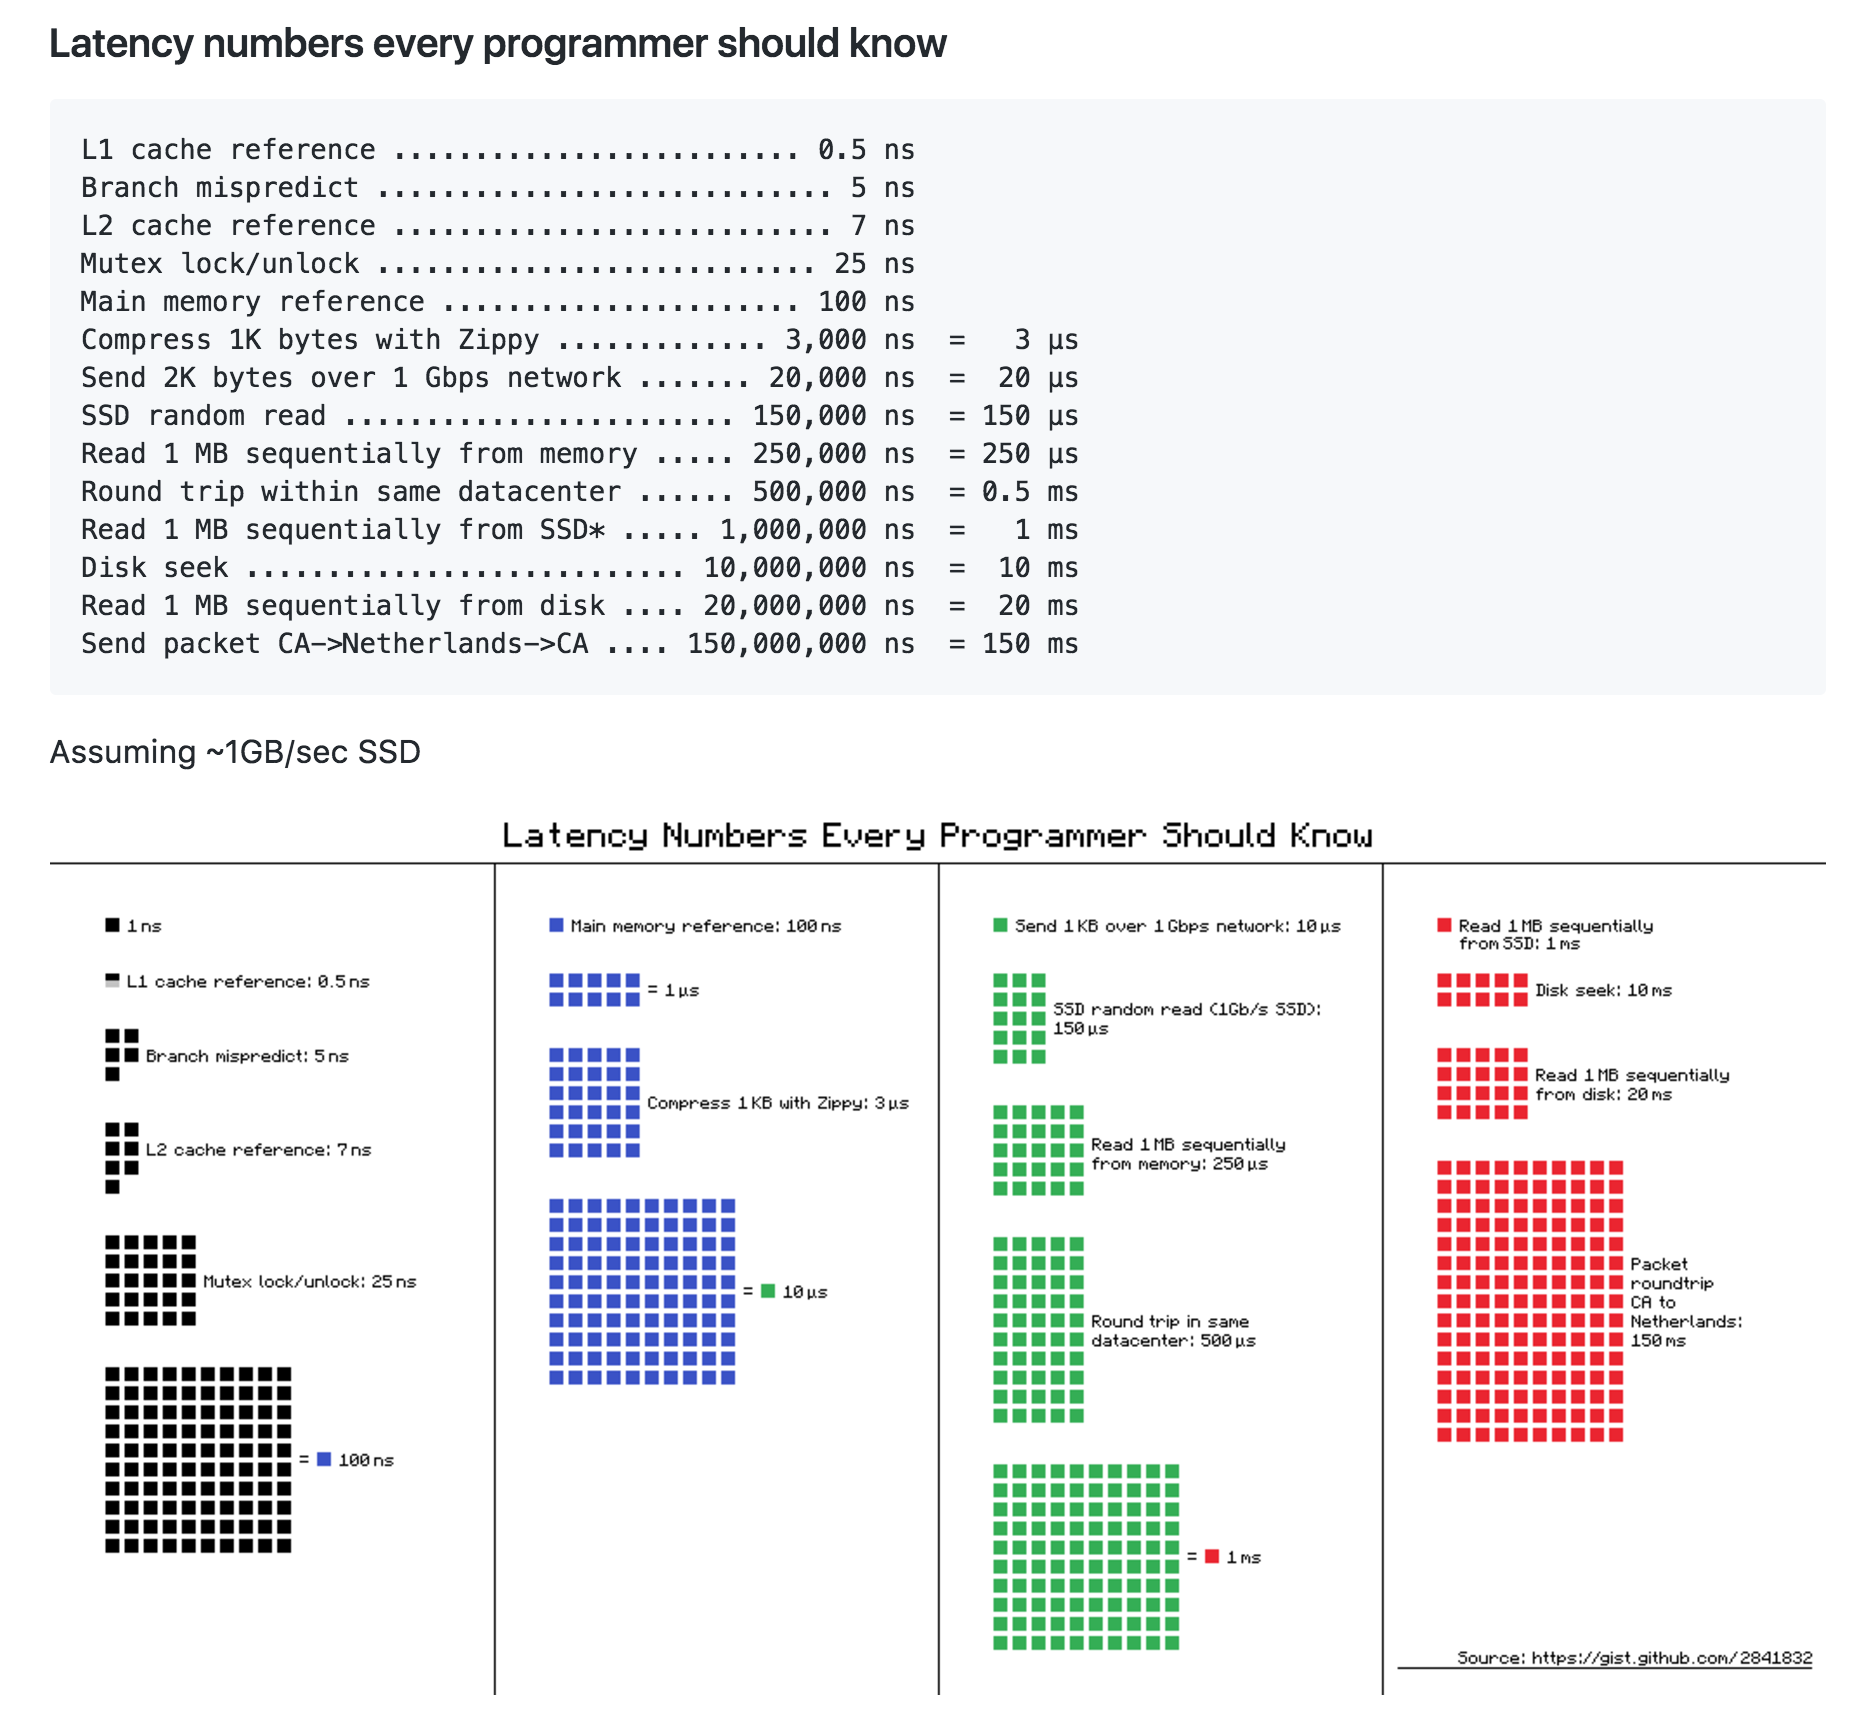 Latency numbers every programmer should know
L1 cache reference ......................... 0.5 ns
Branch mispredict ............................ 5 ns
L2 cache reference ........................... 7 ns
Mutex lock/unlock ........................... 25 ns
Main memory reference ...................... 100 ns
Compress 1K bytes with Zippy ............. 3,000 ns  =   3 µs
Send 2K bytes over 1 Gbps network ....... 20,000 ns  =  20 µs
SSD random read ........................ 150,000 ns  = 150 µs
Read 1 MB sequentially from memory ..... 250,000 ns  = 250 µs
Round trip within same datacenter ...... 500,000 ns  = 0.5 ms
Read 1 MB sequentially from SSD* ..... 1,000,000 ns  =   1 ms
Disk seek ........................... 10,000,000 ns  =  10 ms
Read 1 MB sequentially from disk .... 20,000,000 ns  =  20 ms
Send packet CA->Netherlands->CA .... 150,000,000 ns  = 150 ms
Assuming ~1GB/sec SSD
Latency Numbers Every Programmer Should Know
1 ns
L1 cache reference: 0.5 ns
Branch mispredict: 5 ns
L2 cache reference: 7 ns
Mutex lock/unlock: 25 ns
= 100 ns
Main memory reference: 100 ns
= 1 µs
Compress 1 KB with Zippy: 3 µs
= 10 µs
Send 1 KB over 1 Gbps network: 10 µs
SSD random read (1Gb/s SSD):
150 µs
Read 1 MB sequentially
from memory: 250 µs
Round trip in same
datacenter: 500 µs
= 1 ms
Read 1 MB sequentially
from SSD: 1 ms
Disk seek: 10 ms
Read 1 MB sequentially
from disk: 20 ms
Packet
roundtrip
CA to
Netherlands:
150 ms
Source: https://gist.github.com/2841832